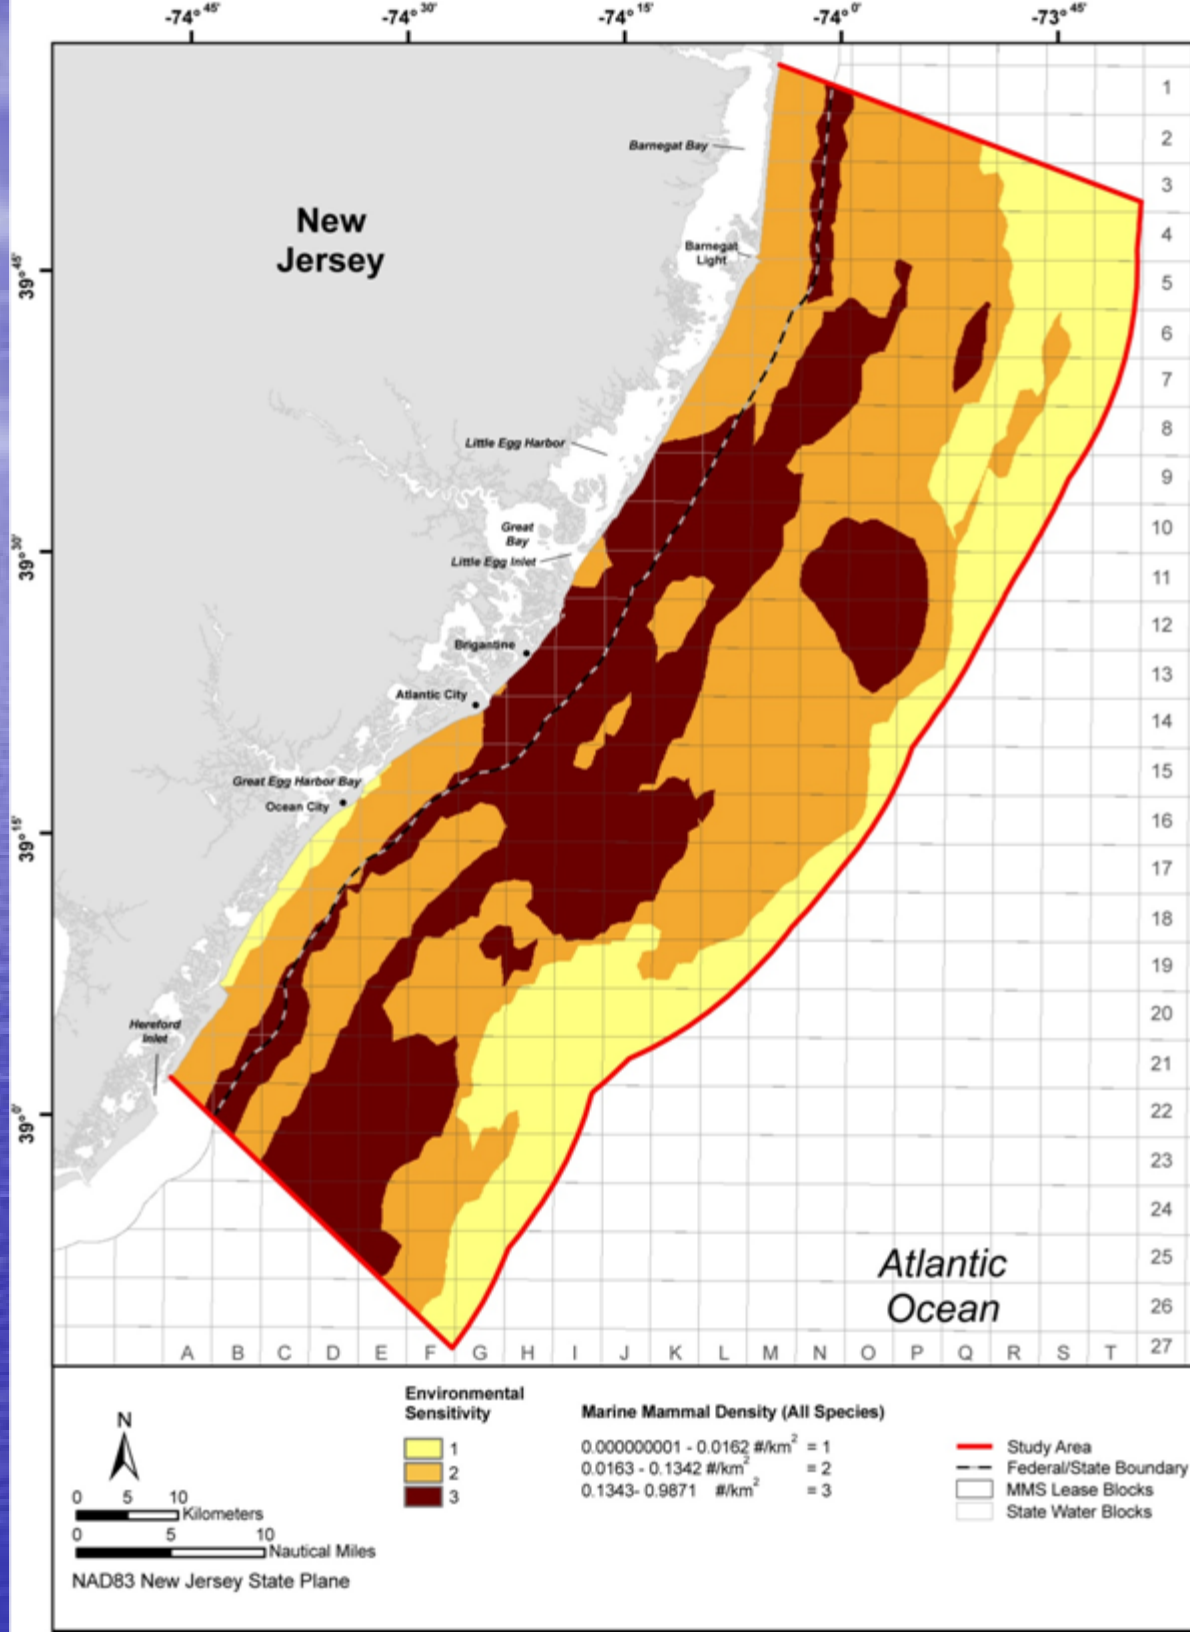 -74° 45'
-74° 30'
-74° 15'
-74° 0'
-73° 45'
1
2
Barnegat Bay
3
New
Jersey
4
Barnegat
Light
39° 45'
5
6
7
8
Little Egg Harbor
9
10
Great
Bay
39° 30'
Little Egg Inlet
11
12
Brigantine
13
Atlantic City
14
15
Great Egg Harbor Bay
Ocean City
16
39° 15'
17
18
19
20
Hereford
Inlet
21
22
39° 0'
23
24
25
Atlantic
Ocean
26
27
A B C D E F G H I J K L M N O P Q R S T
Environmental
Sensitivity
1
2
3
Marine Mammal Density (All Species)
0.000000001 - 0.0162 #/km² = 1
0.0163 - 0.1342 #/km² = 2
0.1343- 0.9871 #/km² = 3
Study Area
Federal/State Boundary
MMS Lease Blocks
State Water Blocks
N
0 5 10
Kilometers
0 5 10
Nautical Miles
NAD83 New Jersey State Plane